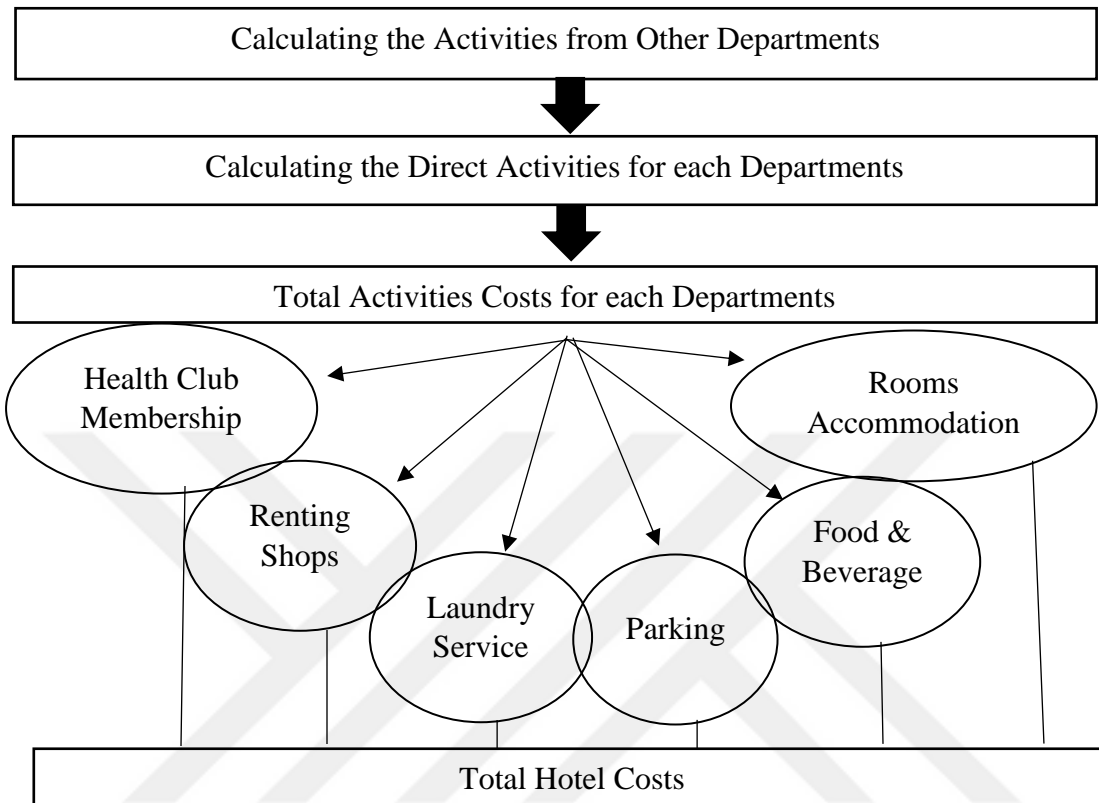 Calculating the Activities from Other Departments
Calculating the Direct Activities for each Departments
Total Activities Costs for each Departments
Health Club
Membership
Rooms
Accommodation
Renting
Shops
Food &
Beverage
Laundry
Service
Parking
Total Hotel Costs